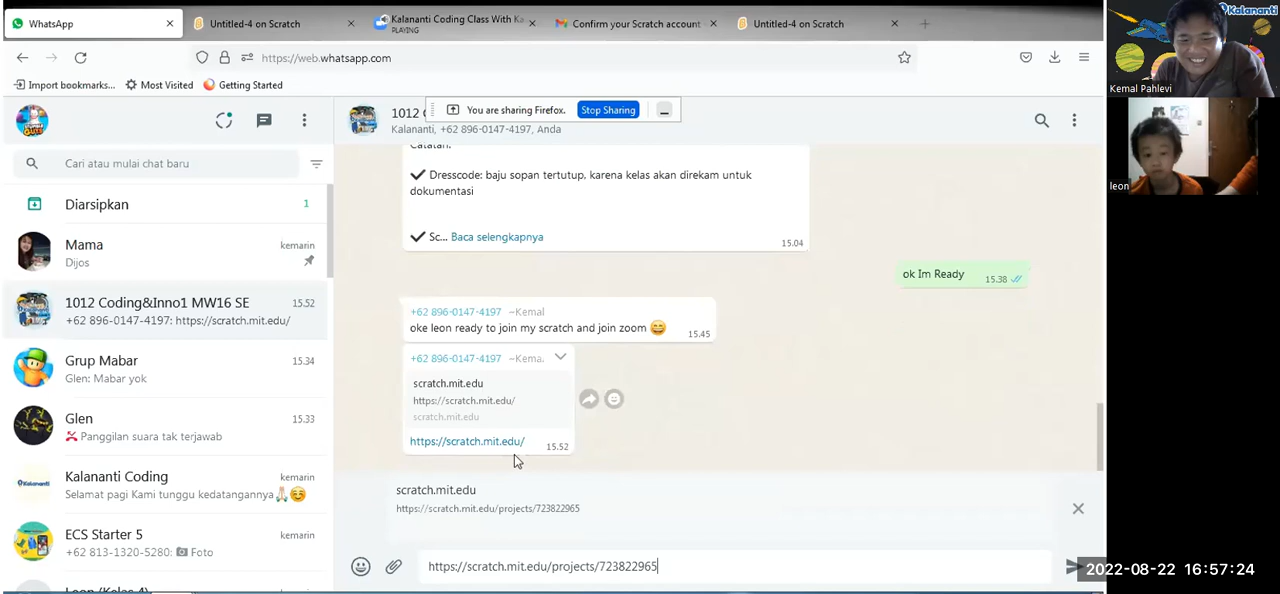 WhatsApp
Untitled-4 on Scratch
Kalananti Coding Class With Ka
PLAYING
Confirm your Scratch account
Untitled-4 on Scratch
https://web.whatsapp.com
Import bookmarks...
Most Visited
Getting Started
You are sharing Firefox.
Stop Sharing
1012
Kalananti, +62 896-0147-4197, Anda
Cari atau mulai chat baru
Diarsipkan
1
Mama
kemarin
Dijos
1012 Coding&Inno1 MW16 SE
15.52
+62 896-0147-4197: https://scratch.mit.edu/
Grup Mabar
15.34
Glen: Mabar yok
Glen
15.33
Panggilan suara tak terjawab
Kalananti Coding
kemarin
Selamat pagi Kami tunggu kedatangannya
ECS Starter 5
kemarin
+62 813-1320-5280: Foto
Catatan:
Dresscode: baju sopan tertutup, karena kelas akan direkam untuk
dokumentasi
Sc... Baca selengkapnya
15.04
ok Im Ready
15.38
+62 896-0147-4197 ~Kemal
oke leon ready to join my scratch and join zoom
15.45
+62 896-0147-4197 ~Kema
scratch.mit.edu
https://scratch.mit.edu/
scratch.mit.edu
https://scratch.mit.edu/
15.52
scratch.mit.edu
https://scratch.mit.edu/projects/723822965
https://scratch.mit.edu/projects/723822965
Kalananti
Kemal Pahlevi
leon
2022-08-22 16:57:24